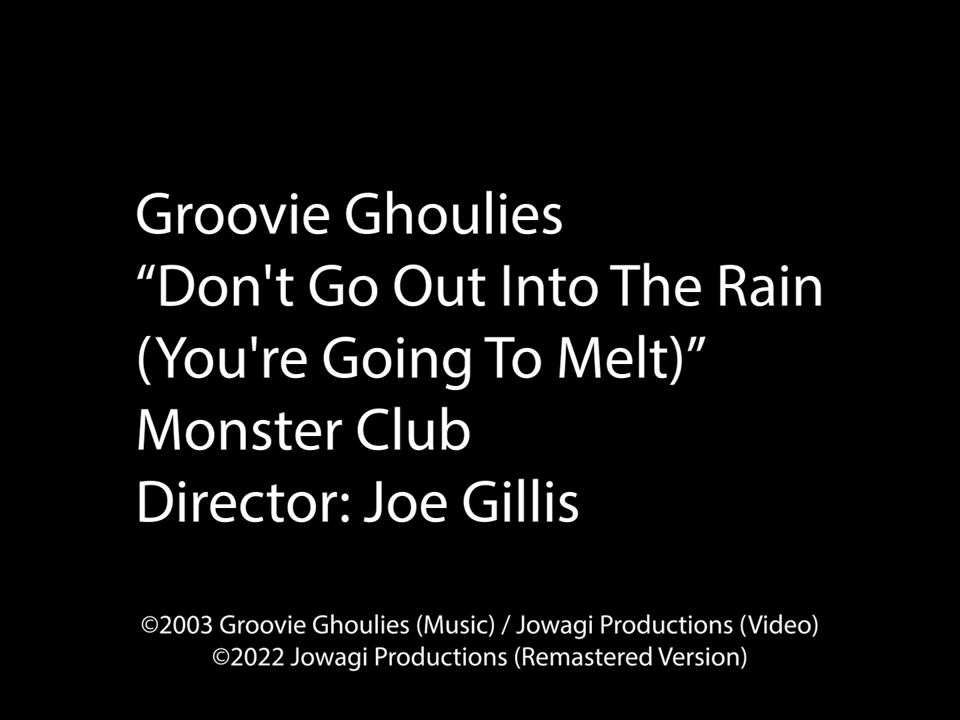 Groovie Ghoulies
“Don't Go Out Into The Rain
(You're Going To Melt)”
Monster Club
Director: Joe Gillis
©2003 Groovie Ghoulies (Music) / Jowagi Productions (Video)
©2022 Jowagi Productions (Remastered Version)